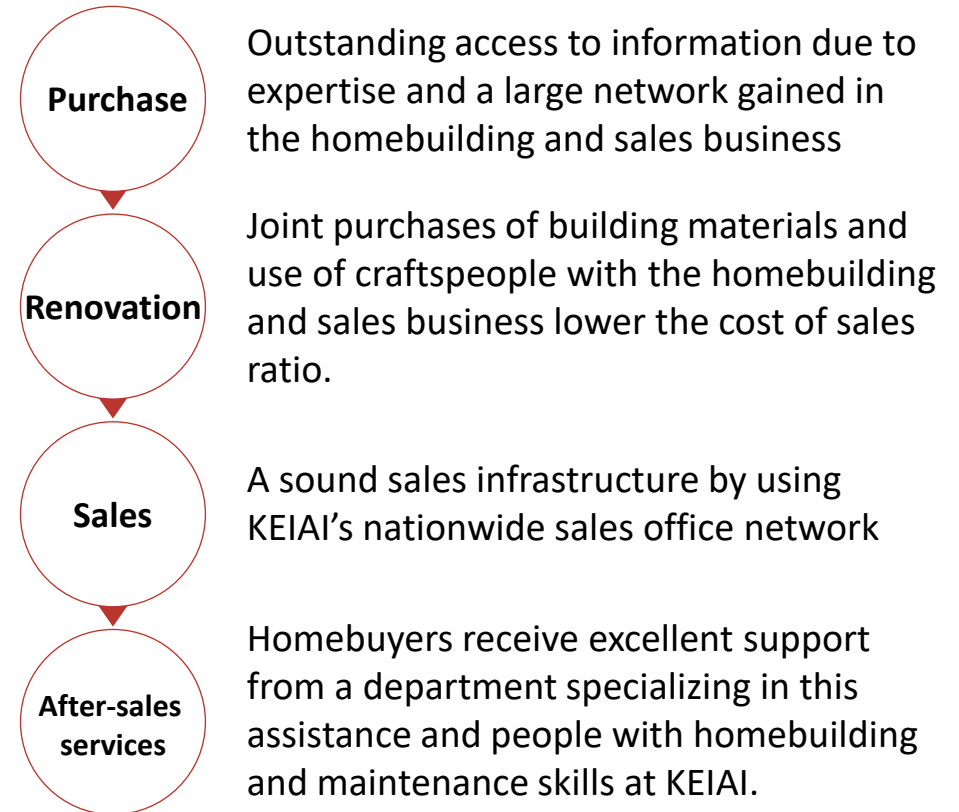 Purchase
Outstanding access to information due to
expertise and a large network gained in
the homebuilding and sales business
Renovation
Joint purchases of building materials and
use of craftspeople with the homebuilding
and sales business lower the cost of sales
ratio.
Sales
A sound sales infrastructure by using
KEIAI’s nationwide sales office network
After-sales
services
Homebuyers receive excellent support
from a department specializing in this
assistance and people with homebuilding
and maintenance skills at KEIAI.